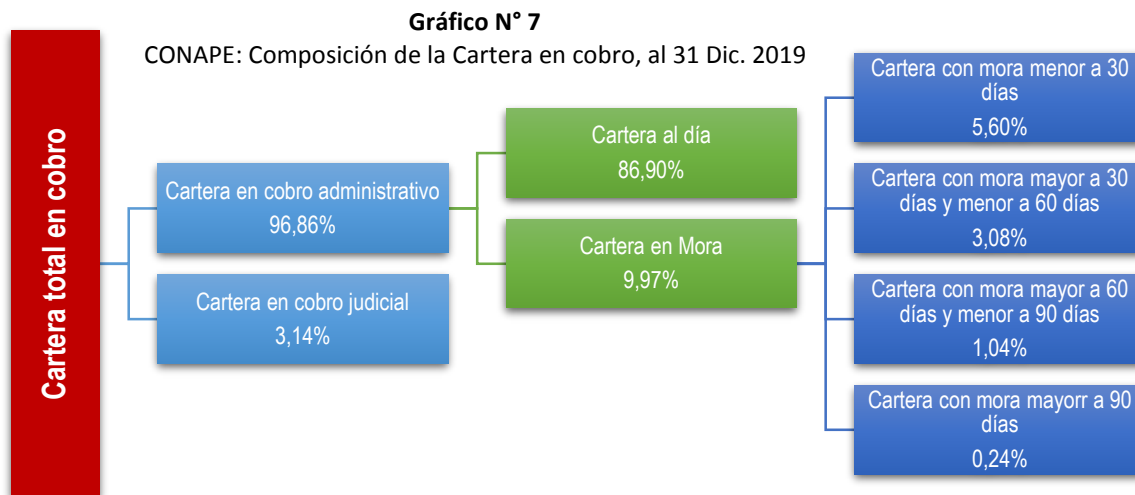 Gráfico N° 7
CONAPE: Composición de la Cartera en cobro, al 31 Dic. 2019
Cartera total en cobro
Cartera en cobro administrativo
96,86%
Cartera en cobro judicial
3,14%
Cartera al día
86,90%
Cartera en Mora
9,97%
Cartera con mora menor a 30
días
5,60%
Cartera con mora mayor a 30
días y menor a 60 días
3,08%
Cartera con mora mayor a 60
días y menor a 90 días
1,04%
Cartera con mora mayorr a 90
días
0,24%